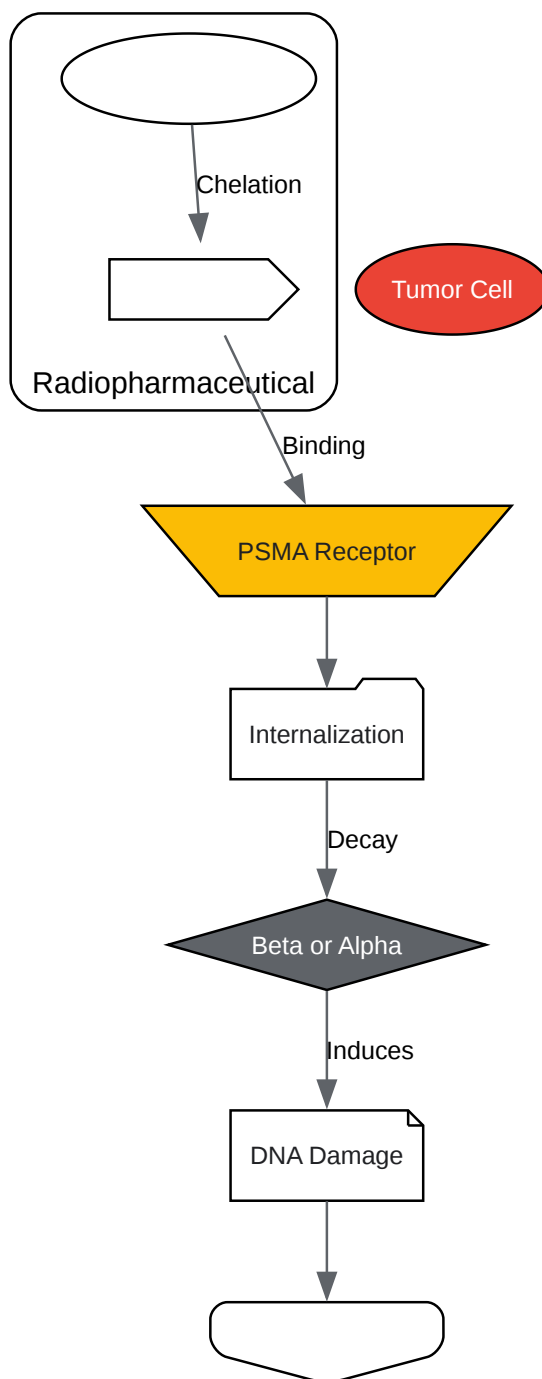 Chelation
Tumor Cell
Radiopharmaceutical
Binding
PSMA Receptor
Internalization
Decay
Beta or Alpha
Induces
DNA Damage